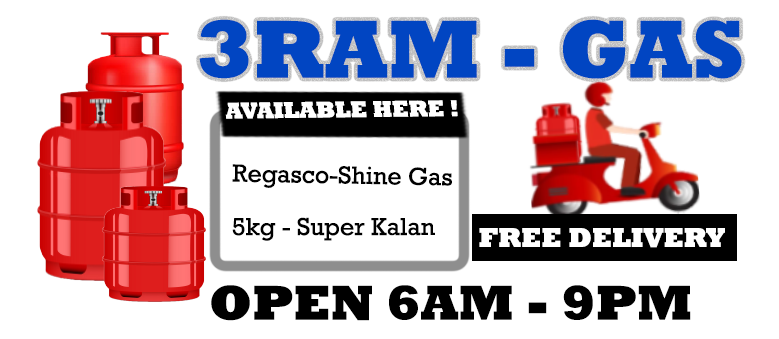 3RAM - GAS
AVAILABLE HERE !
Regasco-Shine Gas
5kg - Super Kalan
FREE DELIVERY
OPEN 6AM - 9PM